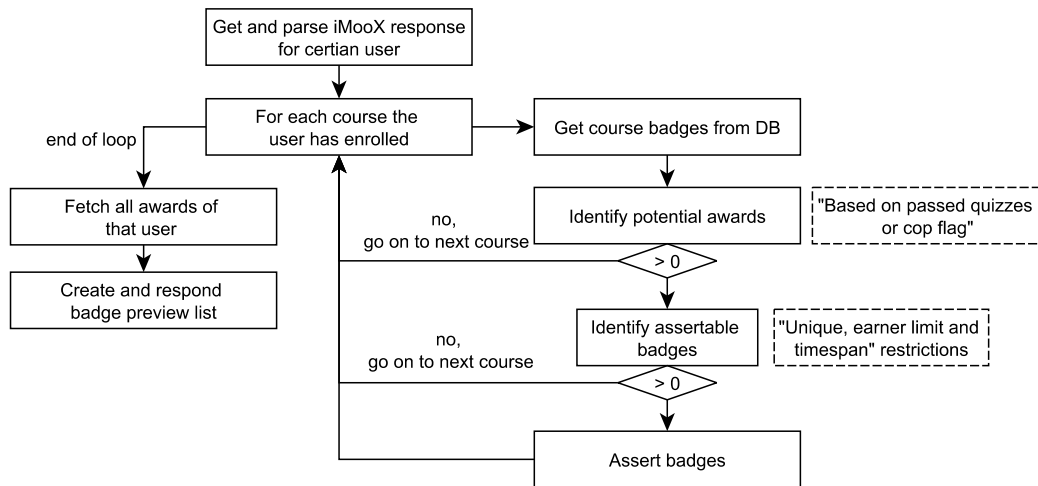 Get and parse iMooX response
for certian user
For each course the
user has enrolled
Get course badges from DB
end of loop
Fetch all awards of
that user
Identify potential awards
"Based on passed quizzes
or cop flag"
no,
go on to next course
> 0
Create and respond
badge preview list
Identify assertable
badges
"Unique, earner limit and
timespan" restrictions
no,
go on to next course
> 0
Assert badges